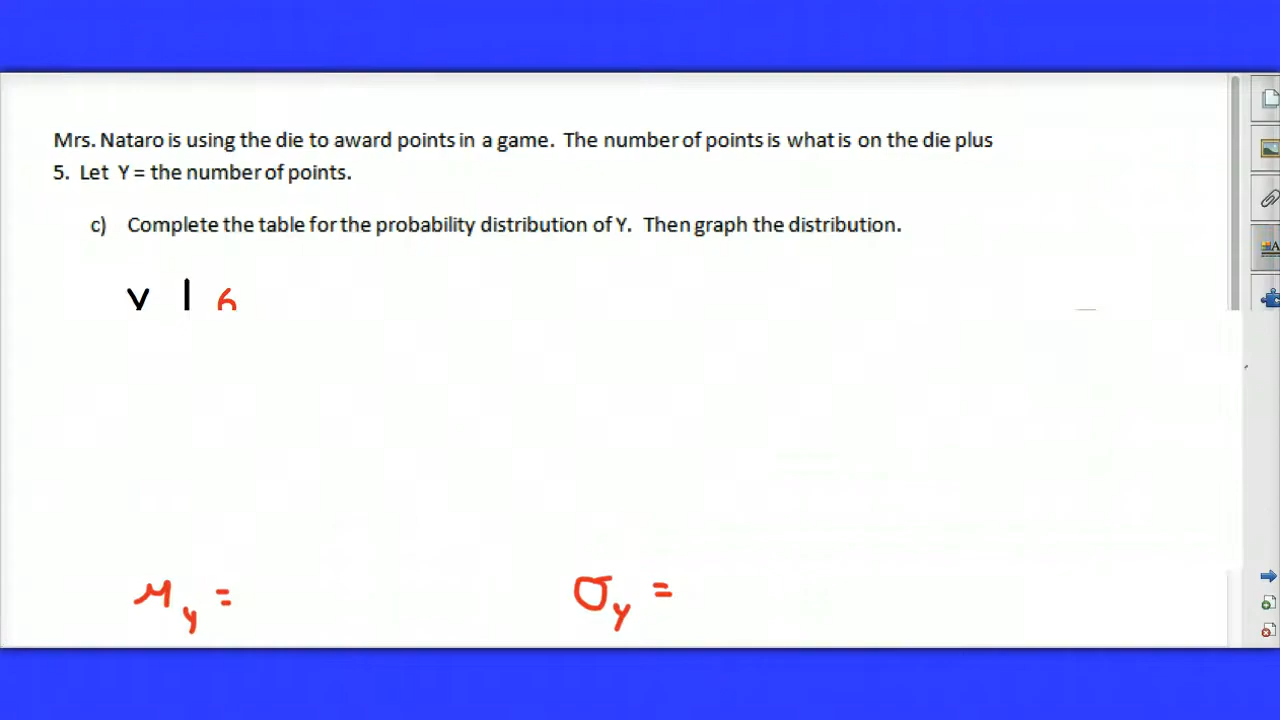 Mrs. Nataro is using the die to award points in a game. The number of points is what is on the die plus
5. Let Y = the number of points.
c) Complete the table for the probability distribution of Y. Then graph the distribution.
y | 6
μ_y = σ_y =